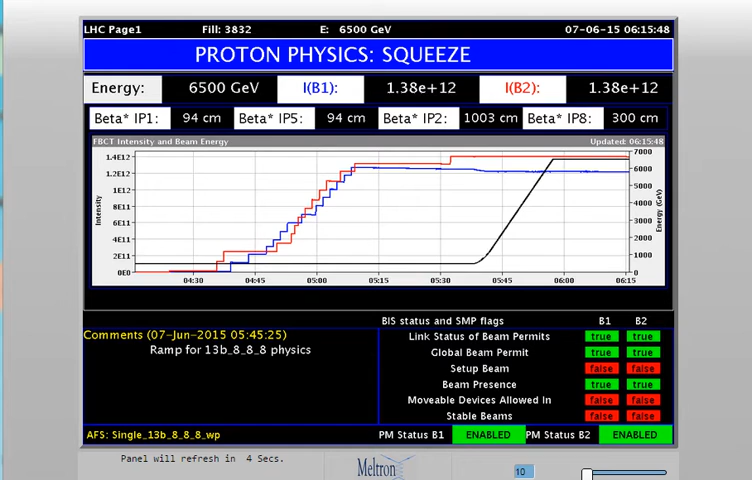 LHC Page1 Fill: 3832 E: 6500 GeV 07-06-15 06:15:48
PROTON PHYSICS: SQUEEZE
Energy: 6500 GeV I(B1): 1.38e+12 I(B2): 1.38e+12
Beta* IP1: 94 cm Beta* IP5: 94 cm Beta* IP2: 1003 cm Beta* IP8: 300 cm
FBCT Intensity and Beam Energy Updated: 06:15:48
1.4E12 7000
1.2E12 6000
1E12 5000
8E11 4000
6E11 3000
4E11 2000
2E11 1000
0E0 0
Intensity
Energy (GeV)
04:30 04:45 05:00 05:15 05:30 05:45 06:00 06:15
BIS status and SMP flags B1 B2
Comments (07-Jun-2015 05:45:25)
Ramp for 13b_8_8_8 physics
Link Status of Beam Permits true true
Global Beam Permit true true
Setup Beam false false
Beam Presence true true
Moveable Devices Allowed In false false
Stable Beams false false
AFS: Single_13b_8_8_8_wp PM Status B1 ENABLED PM Status B2 ENABLED
Panel will refresh in 4 Secs.
Meltron
10